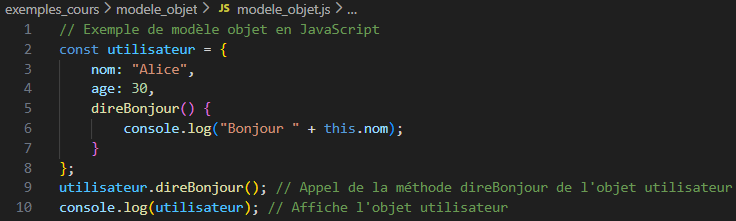 exemples_cours > modele_objet > JS modele_objet.js > ...
1 // Exemple de modèle objet en JavaScript
2 const utilisateur = {
3     nom: "Alice",
4     age: 30,
5     direBonjour() {
6         console.log("Bonjour " + this.nom);
7     }
8 };
9 utilisateur.direBonjour(); // Appel de la méthode direBonjour de l'objet utilisateur
10 console.log(utilisateur); // Affiche l'objet utilisateur